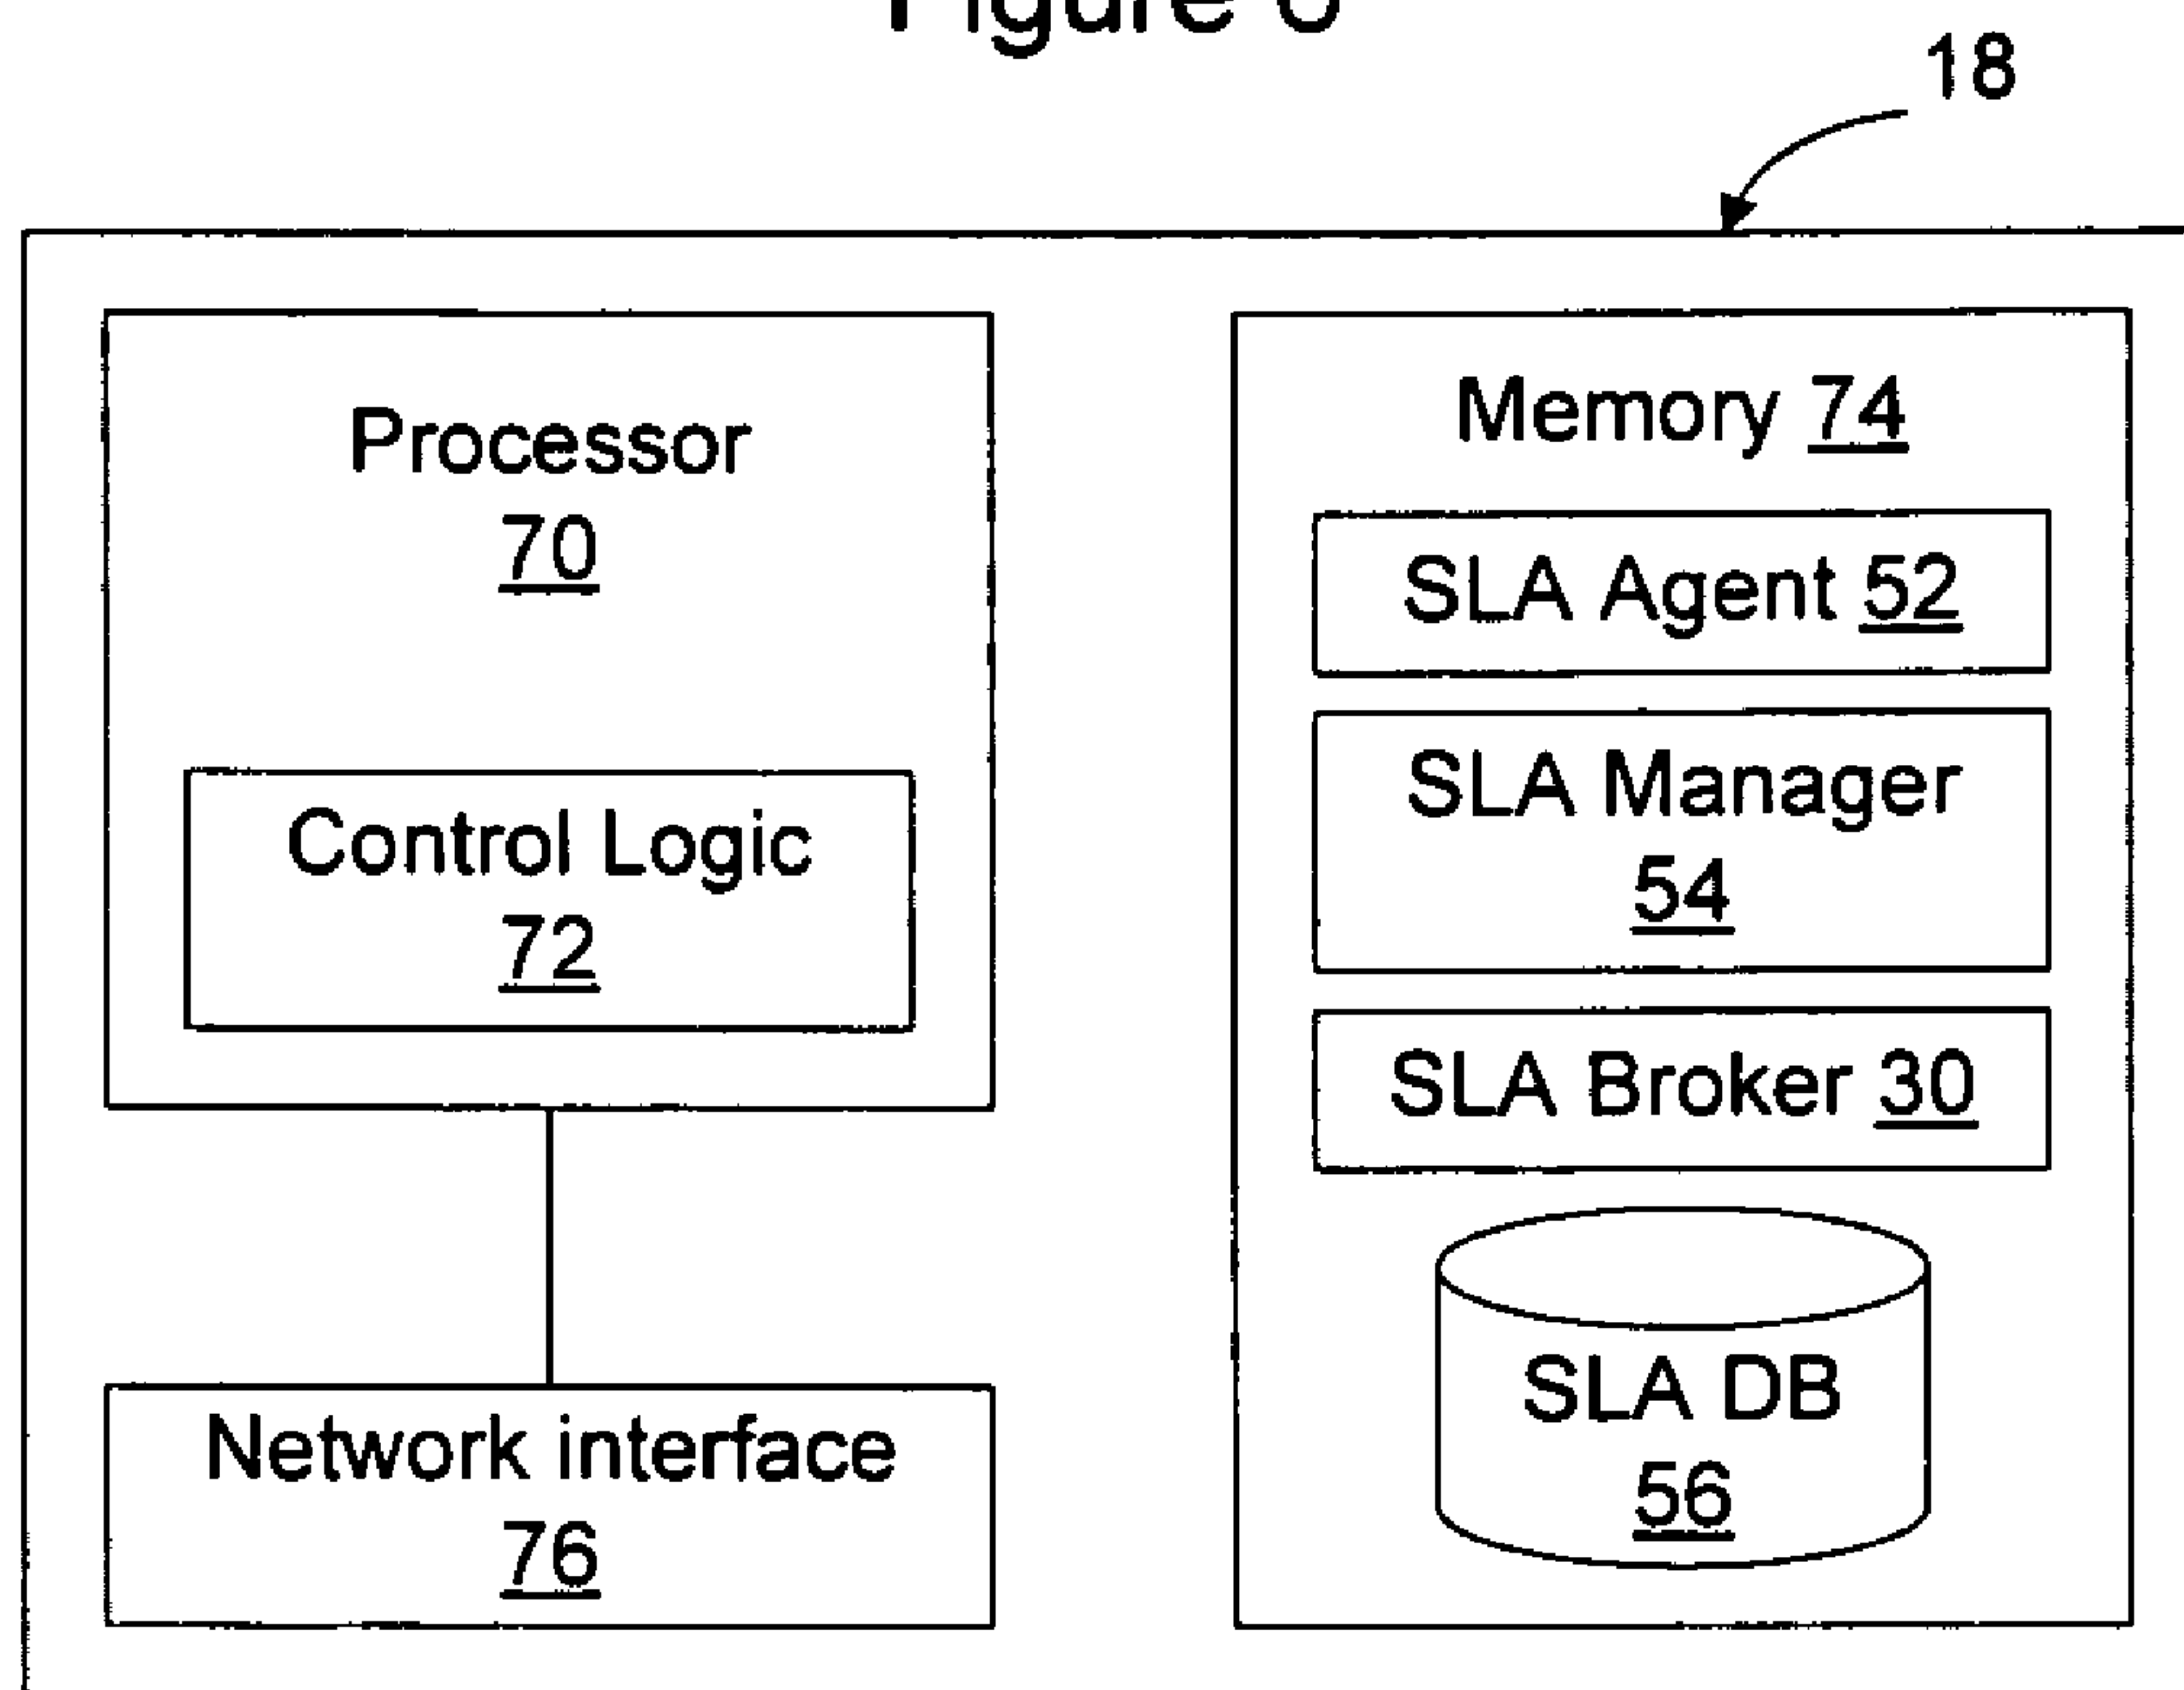 Figure
18
Processor
70
Control Logic
72
Network interface
76
Memory 74
SLA Agent 52
SLA Manager
54
SLA Broker 30
SLA DB
56